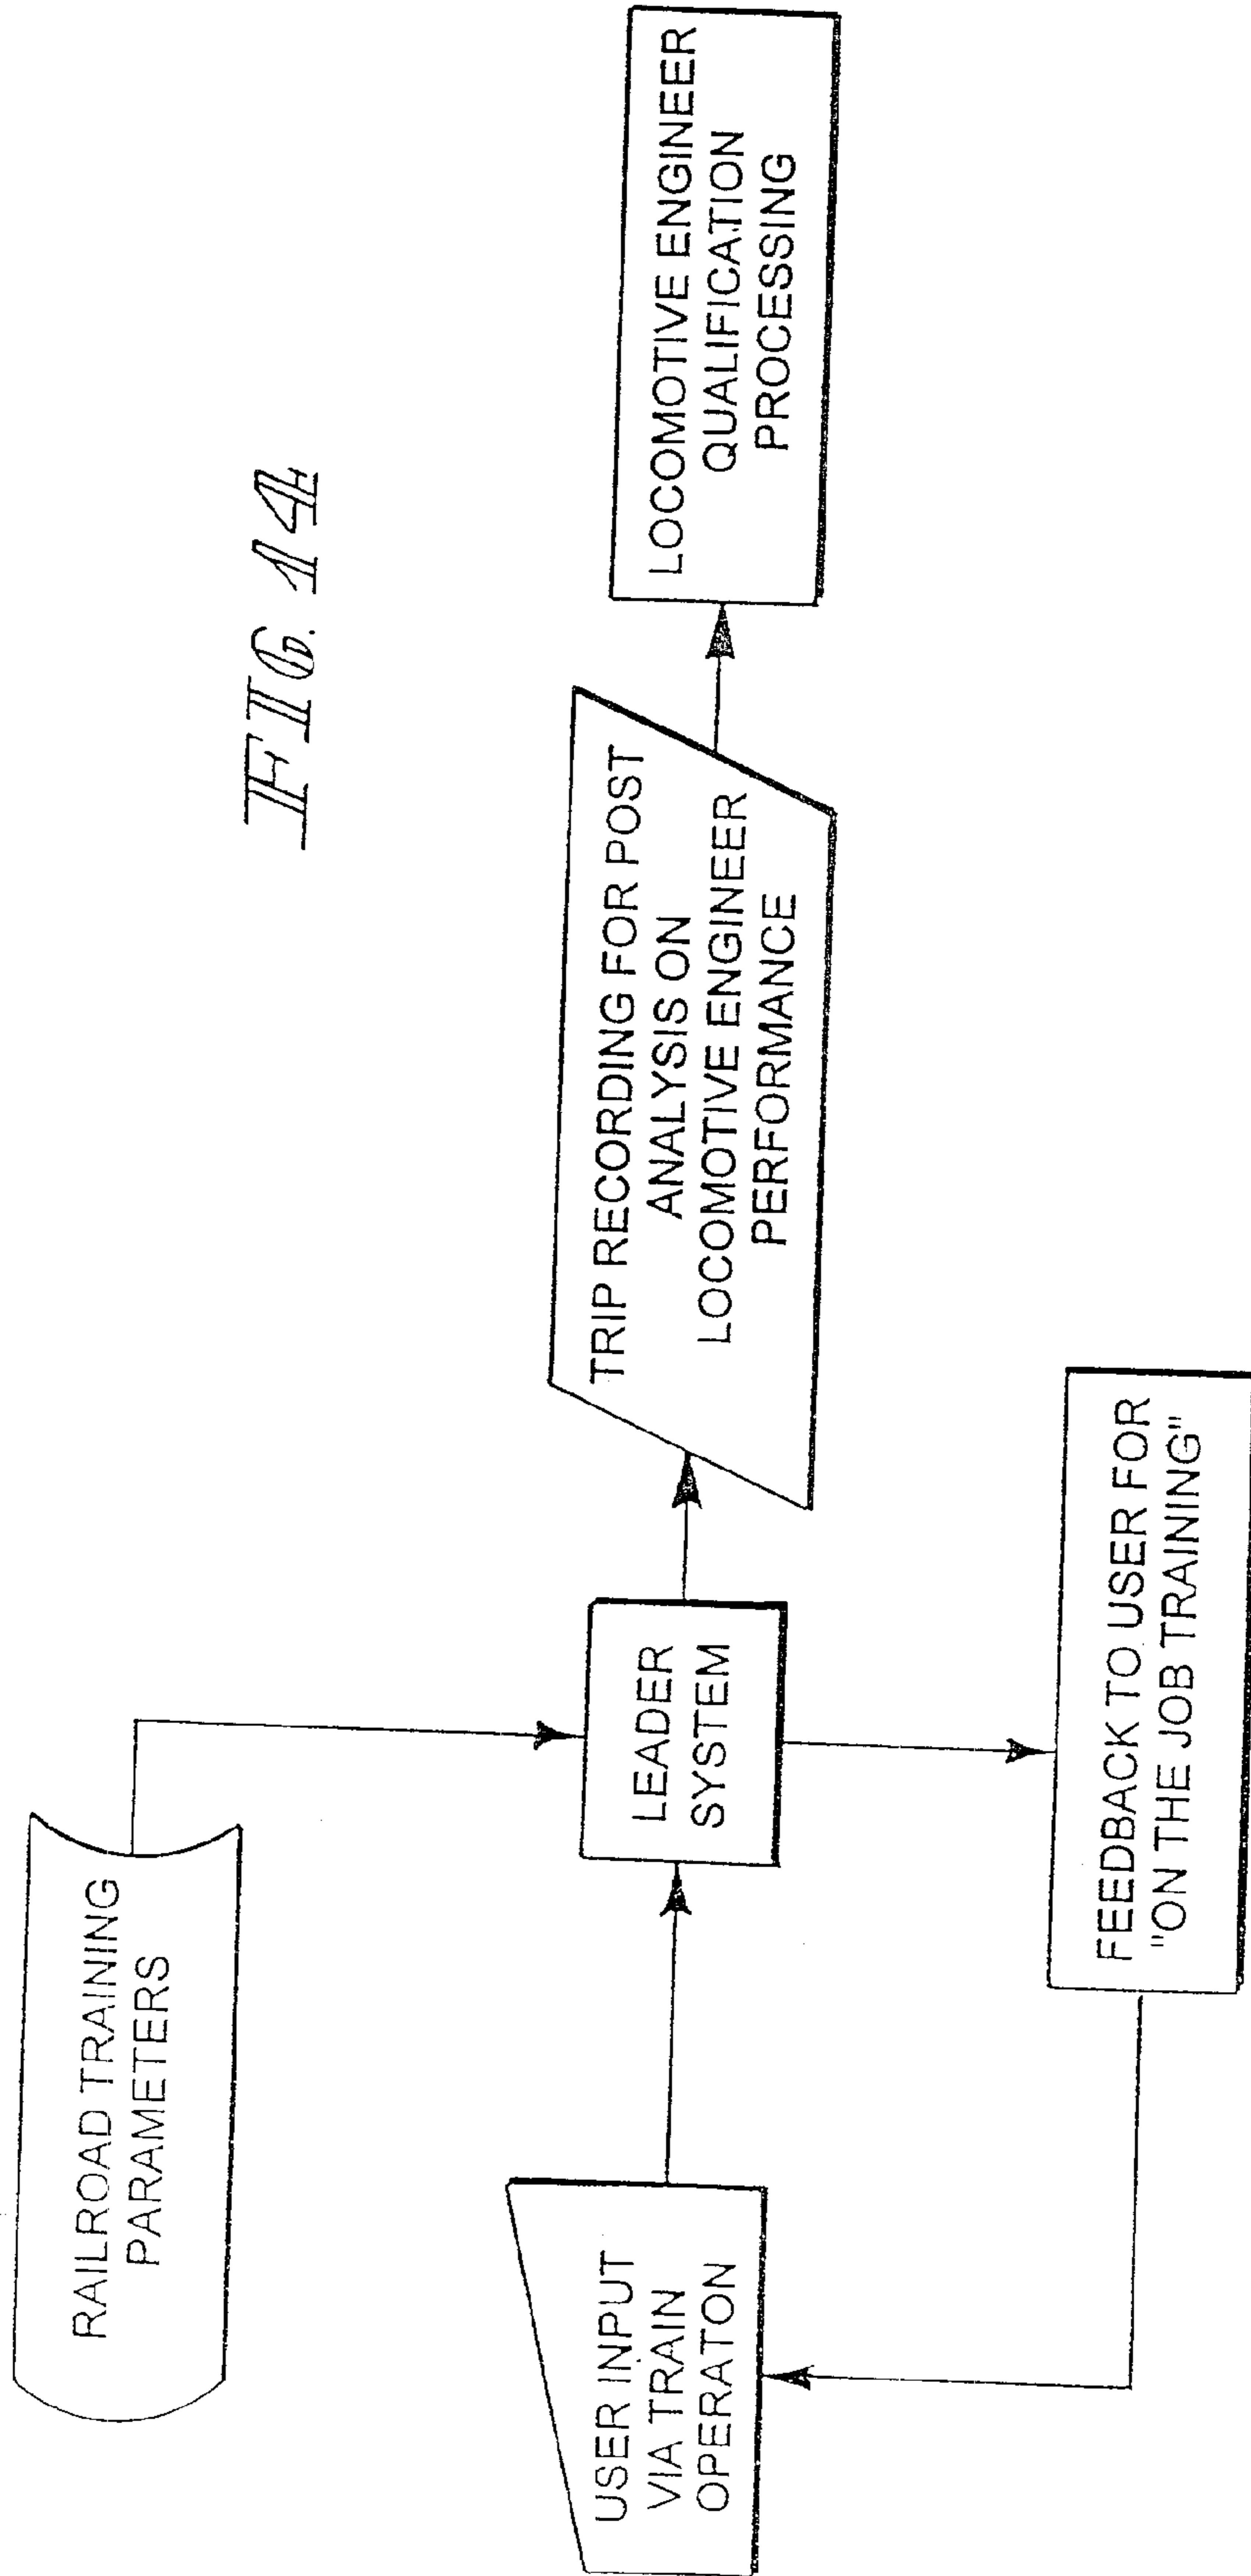 FIG. 14
RAILROAD TRAINING
PARAMETERS
USER INPUT
VIA TRAIN
OPERATON
LEADER
SYSTEM
TRIP RECORDING FOR POST
ANALYSIS ON
LOCOMOTIVE ENGINEER
PERFORMANCE
LOCOMOTIVE ENGINEER
QUALIFICATION
PROCESSING
FEEDBACK TO USER FOR
"ON THE JOB TRAINING"